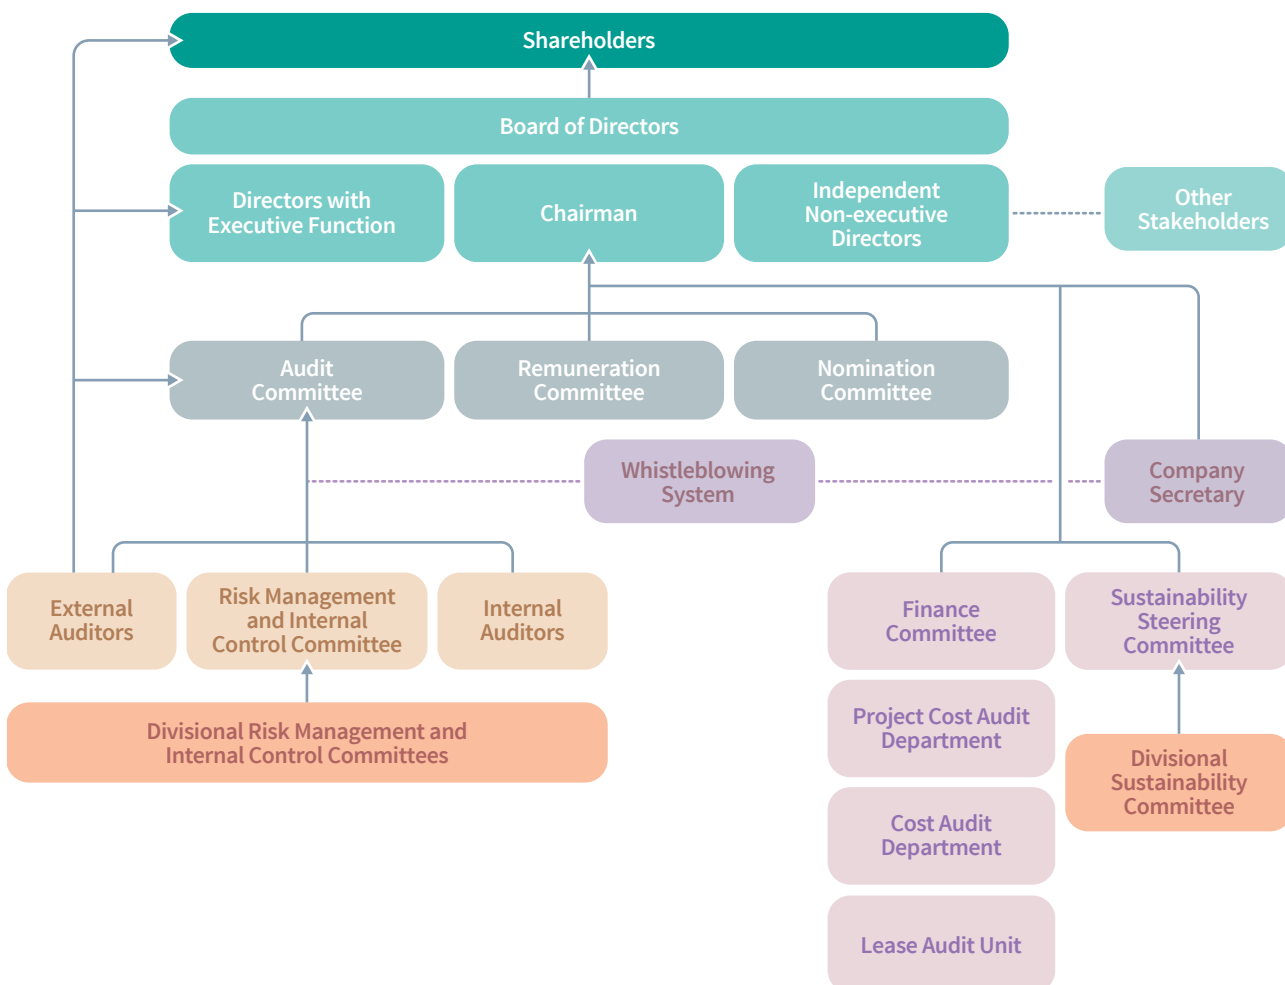 Shareholders
Board of Directors
Directors with
Executive Function
Chairman
Independent
Non-executive
Directors
Other
Stakeholders
Audit
Committee
Remuneration
Committee
Nomination
Committee
Whistleblowing
System
Company
Secretary
External
Auditors
Risk Management
and Internal
Control Committee
Internal
Auditors
Finance
Committee
Sustainability
Steering
Committee
Divisional Risk Management and
Internal Control Committees
Project Cost Audit
Department
Divisional
Sustainability
Committee
Cost Audit
Department
Lease Audit Unit